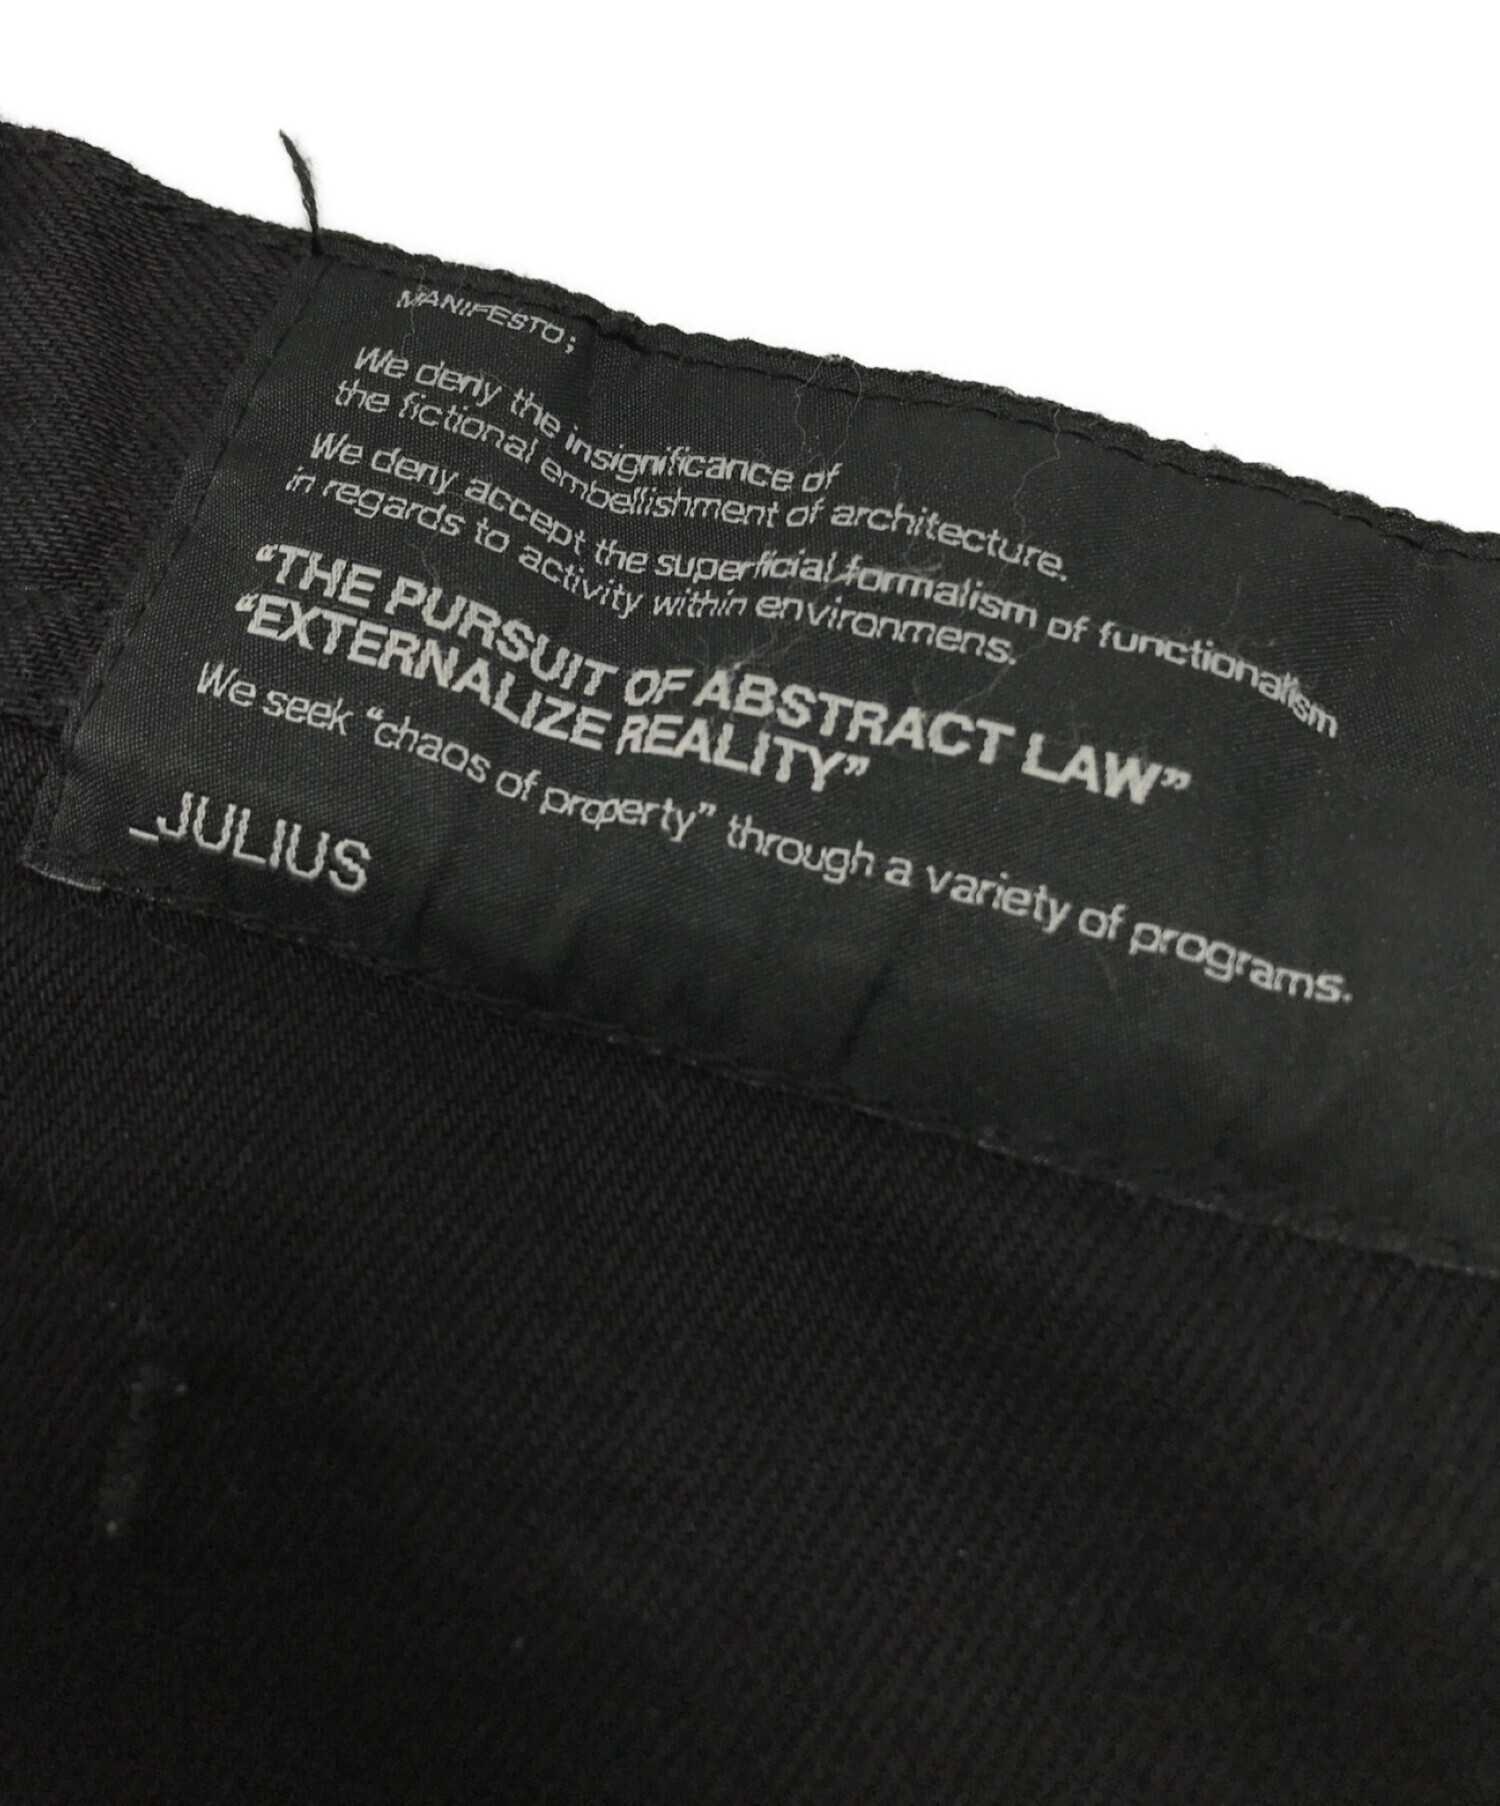 MANIFESTO;
We deny the insignificance of
the fictional embellishment of architecture.
We deny accept the superficial formalism of functionalism
in regards to activity within environmens.
“THE PURSUIT OF ABSTRACT LAW”
“EXTERNALIZE REALITY”
We seek “chaos of property” through a variety of programs.
_JULIUS